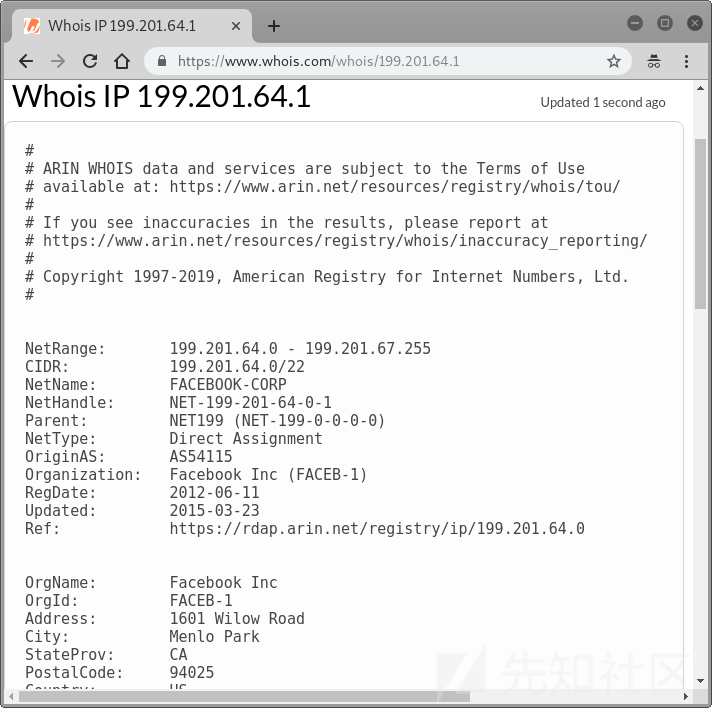 Whois IP 199.201.64.1
https://www.whois.com/whois/199.201.64.1
Whois IP 199.201.64.1
Updated 1 second ago
#
# ARIN WHOIS data and services are subject to the Terms of Use
# available at: https://www.arin.net/resources/registry/whois/tou/
#
# If you see inaccuracies in the results, please report at
# https://www.arin.net/resources/registry/whois/inaccuracy_reporting/
#
# Copyright 1997-2019, American Registry for Internet Numbers, Ltd.
#
NetRange: 199.201.64.0 - 199.201.67.255
CIDR: 199.201.64.0/22
NetName: FACEBOOK-CORP
NetHandle: NET-199-201-64-0-1
Parent: NET199 (NET-199-0-0-0-0)
NetType: Direct Assignment
OriginAS: AS54115
Organization: Facebook Inc (FACEB-1)
RegDate: 2012-06-11
Updated: 2015-03-23
Ref: https://rdap.arin.net/registry/ip/199.201.64.0
OrgName: Facebook Inc
OrgId: FACEB-1
Address: 1601 Wilow Road
City: Menlo Park
StateProv: CA
PostalCode: 94025
Country: US
先知社区